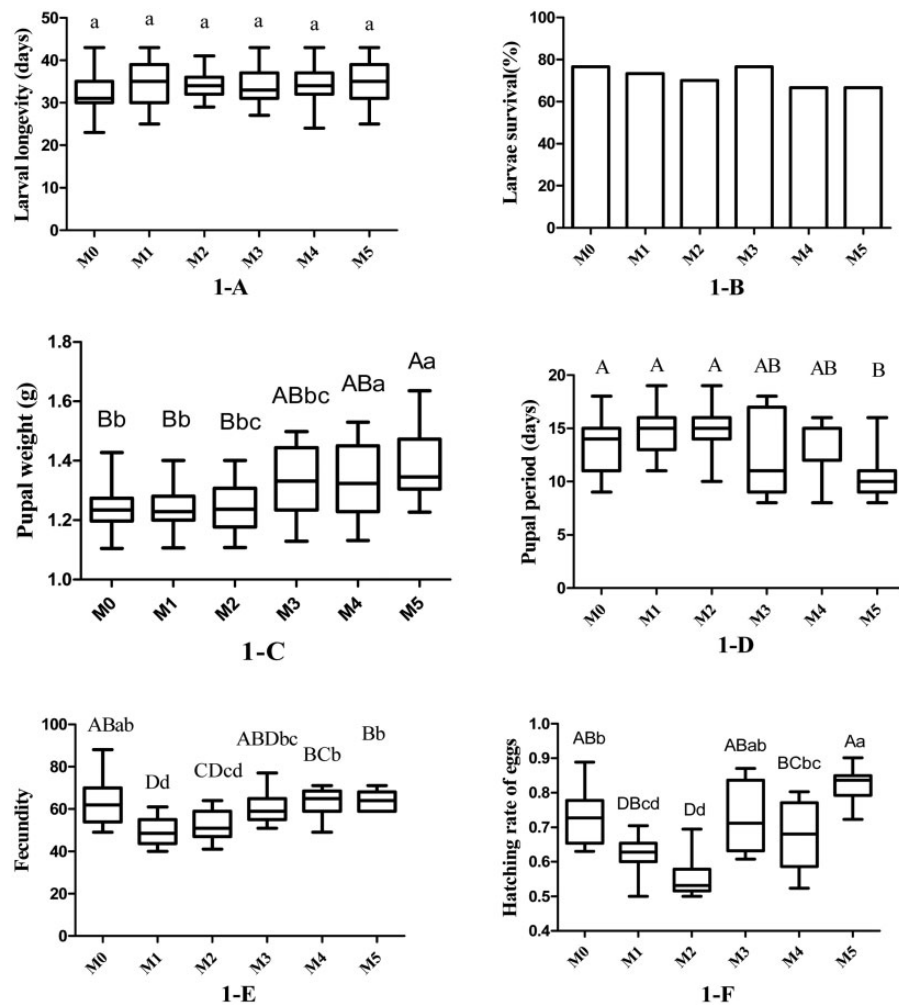 Larval longevity (days)
50
40
30
20
10
0
a a a a a a
M0 M1 M2 M3 M4 M5
1-A
Larvae survival(%)
100
80
60
40
20
0
M0 M1 M2 M3 M4 M5
1-B
Pupal weight (g)
1.8
1.6
1.4
1.2
1.0
Bb Bb Bbc ABbc ABa Aa
M0 M1 M2 M3 M4 M5
1-C
Pupal period (days)
20
15
10
5
0
A A A AB AB B
M0 M1 M2 M3 M4 M5
1-D
Fecundity
100
80
60
40
20
0
ABab Dd CDcd ABDbc BCb Bb
M0 M1 M2 M3 M4 M5
1-E
Hatching rate of eggs
1.0
0.9
0.8
0.7
0.6
0.5
0.4
ABb DBcd Dd ABab BCbc Aa
M0 M1 M2 M3 M4 M5
1-F